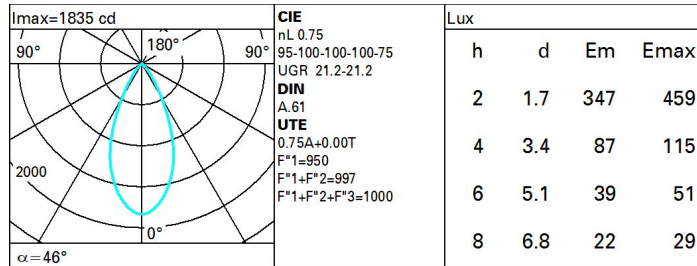 Imax=1835 cd
90° 180° 90°
2000
0°
α=46°
CIE
nL 0.75
95-100-100-100-75
UGR 21.2-21.2
DIN
A.61
UTE
0.75A+0.00T
F"1=950
F"1+F"2=997
F"1+F"2+F"3=1000
Lux
h d Em Emax
2 1.7 347 459
4 3.4 87 115
6 5.1 39 51
8 6.8 22 29